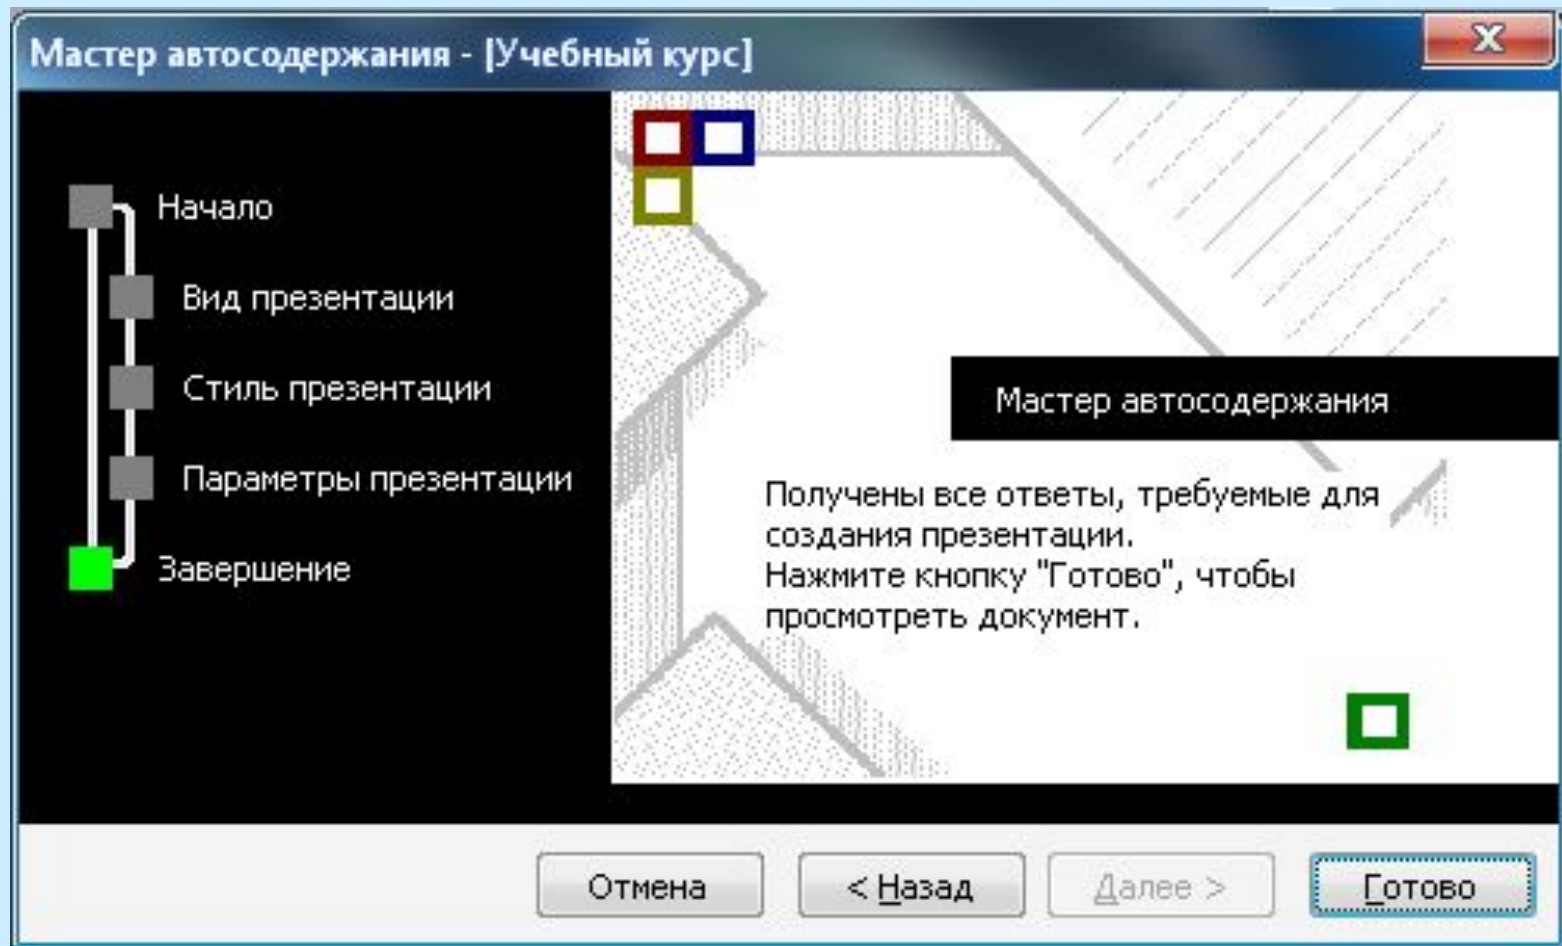 Мастер автосодержания - [Учебный курс]
X
Начало
Вид презентации
Стиль презентации
Параметры презентации
Завершение
Мастер автосодержания
Получены все ответы, требуемые для
создания презентации.
Нажмите кнопку "Готово", чтобы
просмотреть документ.
Отмена
< Назад
Далее >
Готово